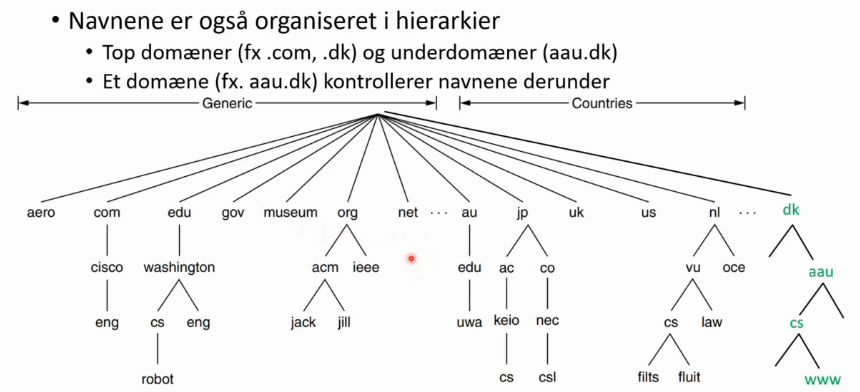 • Navnene er også organiseret i hierarkier
• Top domæner (fx .com, .dk) og underdomæner (aau.dk)
• Et domæne (fx. aau.dk) kontrollerer navnene derunder
Generic Countries
aero com edu gov museum org net ... au jp uk us nl ... dk
cisco washington acm ieee edu ac co vu oce aau
eng cs eng jack jill uwa keio nec cs law cs
robot cs csl filts fluit www